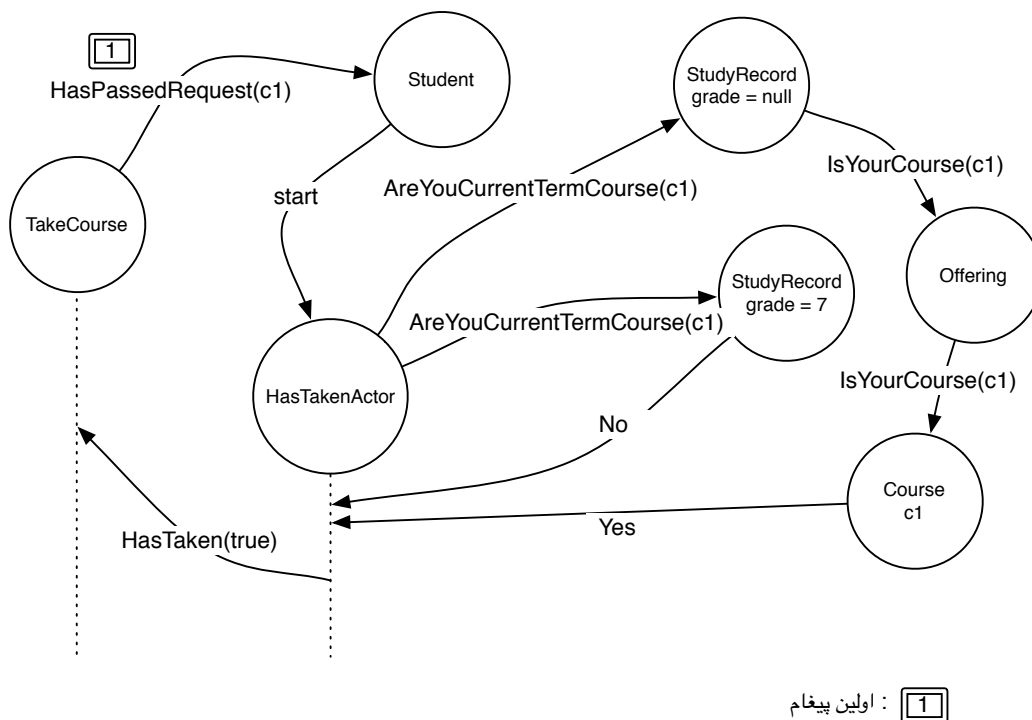 1
HasPassedRequest(c1)
Student
StudyRecord
grade = null
IsYourCourse(c1)
AreYouCurrentTermCourse(c1)
start
TakeCourse
StudyRecord
grade = 7
Offering
AreYouCurrentTermCourse(c1)
HasTakenActor
IsYourCourse(c1)
No
Course
c1
Yes
HasTaken(true)
1 : اولین پیغام